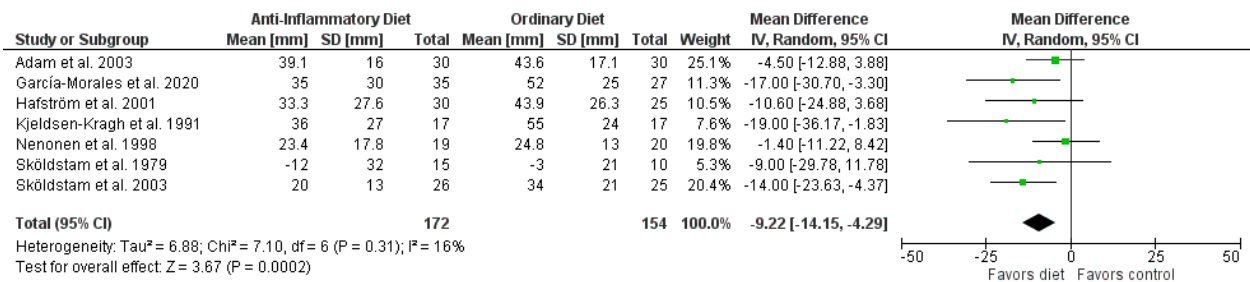 Anti-Inflammatory Diet Ordinary Diet Mean Difference Mean Difference
Study or Subgroup Mean [mm] SD [mm] Total Mean [mm] SD [mm] Total Weight IV, Random, 95% CI IV, Random, 95% CI
Adam et al. 2003 39.1 16 30 43.6 17.1 30 25.1% -4.50 [-12.88, 3.88]
García-Morales et al. 2020 35 30 35 52 25 27 11.3% -17.00 [-30.70, -3.30]
Hafström et al. 2001 33.3 27.6 30 43.9 26.3 25 10.5% -10.60 [-24.88, 3.68]
Kjeldsen-Kragh et al. 1991 36 27 17 55 24 17 7.6% -19.00 [-36.17, -1.83]
Nenonen et al. 1998 23.4 17.8 19 24.8 13 20 19.8% -1.40 [-11.22, 8.42]
Sköldstam et al. 1979 -12 32 15 -3 21 10 5.3% -9.00 [-29.78, 11.78]
Sköldstam et al. 2003 20 13 26 34 21 25 20.4% -14.00 [-23.63, -4.37]
Total (95% CI) 172 154 100.0% -9.22 [-14.15, -4.29]
Heterogeneity: Tau² = 6.88; Chi² = 7.10, df = 6 (P = 0.31); I² = 16%
Test for overall effect: Z = 3.67 (P = 0.0002)
-50 -25 0 25 50
Favors diet Favors control